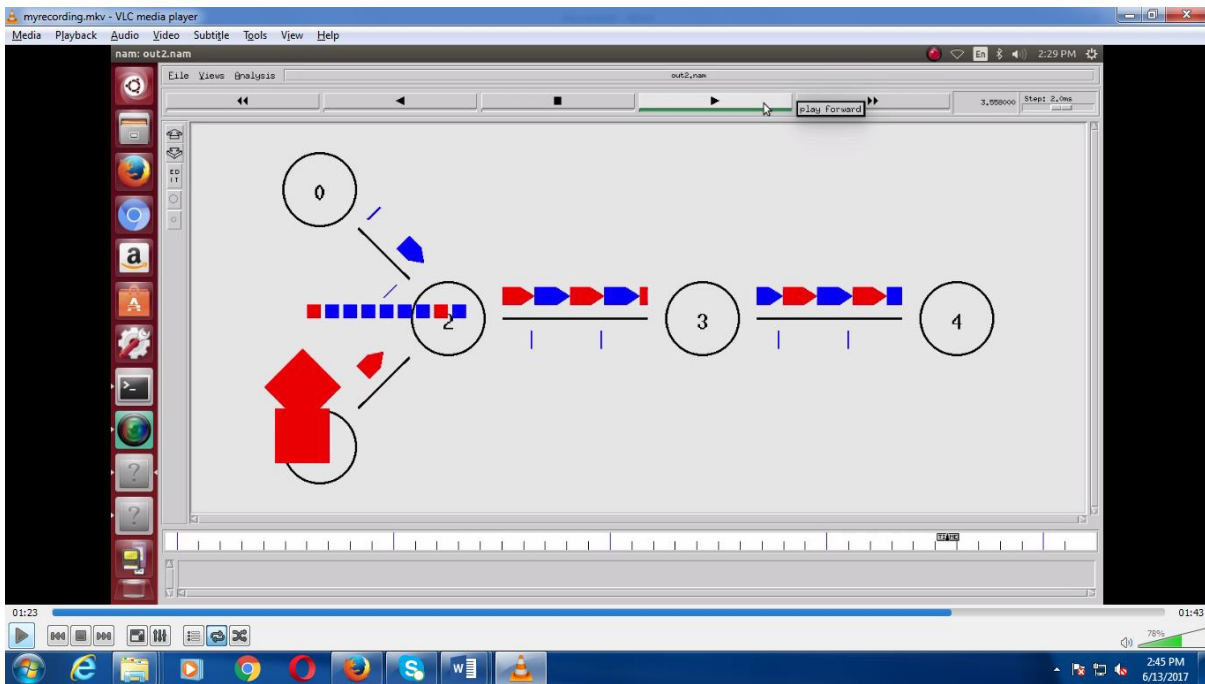 myrecording.mkv - VLC media player
Media Playback Audio Video Subtitle Tools View Help
nam: out2.nam En 2:29 PM
File Views Analysis out2.nam
play forward 3.558000 Step: 2.0ms
ED
IT
0
a
A
2 3 4
>_
?
?
01:23 01:43
78%
W
2:45 PM
6/13/2017